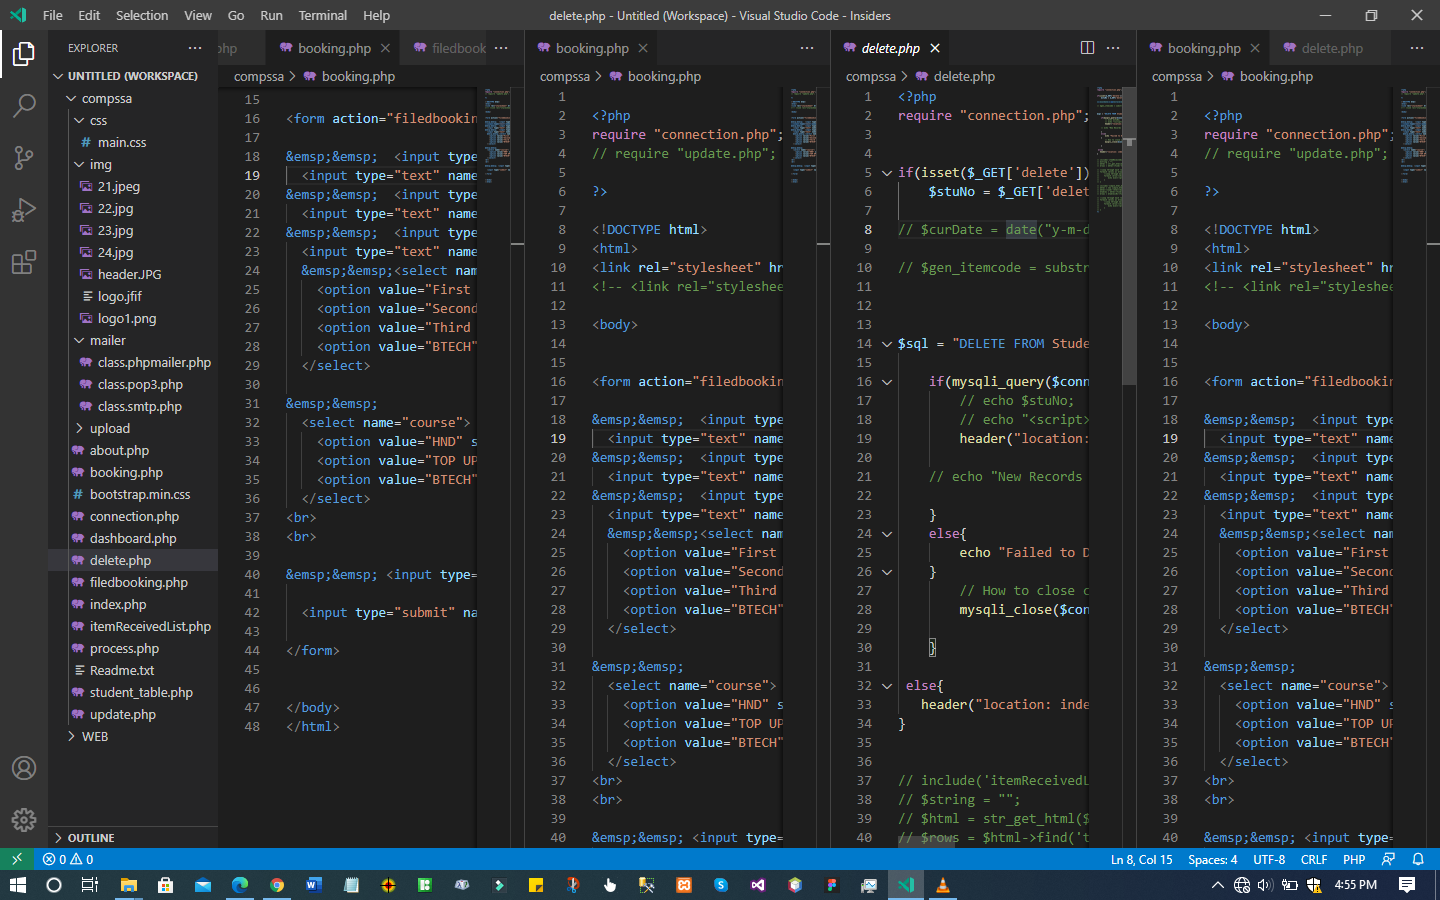 File Edit Selection View Go Run Terminal Help
delete.php - Untitled (Workspace) - Visual Studio Code - Insiders
EXPLORER
UNTITLED (WORKSPACE)
compssa
css
# main.css
img
21.jpeg
22.jpg
23.jpg
24.jpg
header.JPG
logo.jfif
logo1.png
mailer
class.phpmailer.php
class.pop3.php
class.smtp.php
upload
about.php
booking.php
# bootstrap.min.css
connection.php
dashboard.php
delete.php
filedbooking.php
index.php
itemReceivedList.php
process.php
Readme.txt
student_table.php
update.php
WEB
OUTLINE
php booking.php filedbook
compssa > booking.php
15
16 <form action="filedbookin
17
18 &emsp;&emsp; <input type
19 <input type="text" name
20 &emsp;&emsp; <input type
21 <input type="text" name
22 &emsp;&emsp; <input type
23 <input type="text" name
24 &emsp;&emsp;<select nam
25 <option value="First
26 <option value="Second
27 <option value="Third
28 <option value="BTECH"
29 </select>
30
31 &emsp;&emsp;
32 <select name="course">
33 <option value="HND" s
34 <option value="TOP UP
35 <option value="BTECH"
36 </select>
37 <br>
38 <br>
39
40 &emsp;&emsp; <input type=
41
42 <input type="submit" na
43
44 </form>
45
46
47 </body>
48 </html>
booking.php
compssa > booking.php
1
2 <?php
3 require "connection.php";
4 // require "update.php";
5
6 ?>
7
8 <!DOCTYPE html>
9 <html>
10 <link rel="stylesheet" hr
11 <!-- <link rel="styleshee
12
13 <body>
14
15
16 <form action="filedbookin
17
18 &emsp;&emsp; <input type
19 <input type="text" name
20 &emsp;&emsp; <input type
21 <input type="text" name
22 &emsp;&emsp; <input type
23 <input type="text" name
24 &emsp;&emsp;<select nam
25 <option value="First
26 <option value="Second
27 <option value="Third
28 <option value="BTECH"
29 </select>
30
31 &emsp;&emsp;
32 <select name="course">
33 <option value="HND" s
34 <option value="TOP UP
35 <option value="BTECH"
36 </select>
37 <br>
38 <br>
39
40 &emsp;&emsp; <input type=
delete.php
compssa > delete.php
1 <?php
2 require "connection.php";
3
4
5 if(isset($_GET['delete'])
6 $stuNo = $_GET['delet
7
8 // $curDate = date("y-m-d
9
10 // $gen_itemcode = substr
11
12
13
14 $sql = "DELETE FROM Stude
15
16 if(mysqli_query($conn
17 // echo $stuNo;
18 // echo "<script>
19 header("location:
20
21 // echo "New Records
22
23 }
24 else{
25 echo "Failed to D
26 }
27 // How to close c
28 mysqli_close($con
29
30 }
31
32 else{
33 header("location: inde
34 }
35
36
37 // include('itemReceivedL
38 // $string = "";
39 // $html = str_get_html($
40 // $rows = $html->find('t
booking.php delete.php
compssa > booking.php
1
2 <?php
3 require "connection.php";
4 // require "update.php";
5
6 ?>
7
8 <!DOCTYPE html>
9 <html>
10 <link rel="stylesheet" hr
11 <!-- <link rel="styleshee
12
13 <body>
14
15
16 <form action="filedbookin
17
18 &emsp;&emsp; <input type
19 <input type="text" name
20 &emsp;&emsp; <input type
21 <input type="text" name
22 &emsp;&emsp; <input type
23 <input type="text" name
24 &emsp;&emsp;<select nam
25 <option value="First
26 <option value="Second
27 <option value="Third
28 <option value="BTECH"
29 </select>
30
31 &emsp;&emsp;
32 <select name="course">
33 <option value="HND" s
34 <option value="TOP UP
35 <option value="BTECH"
36 </select>
37 <br>
38 <br>
39
40 &emsp;&emsp; <input type=
0 0
Ln 8, Col 15 Spaces: 4 UTF-8 CRLF PHP
4:55 PM